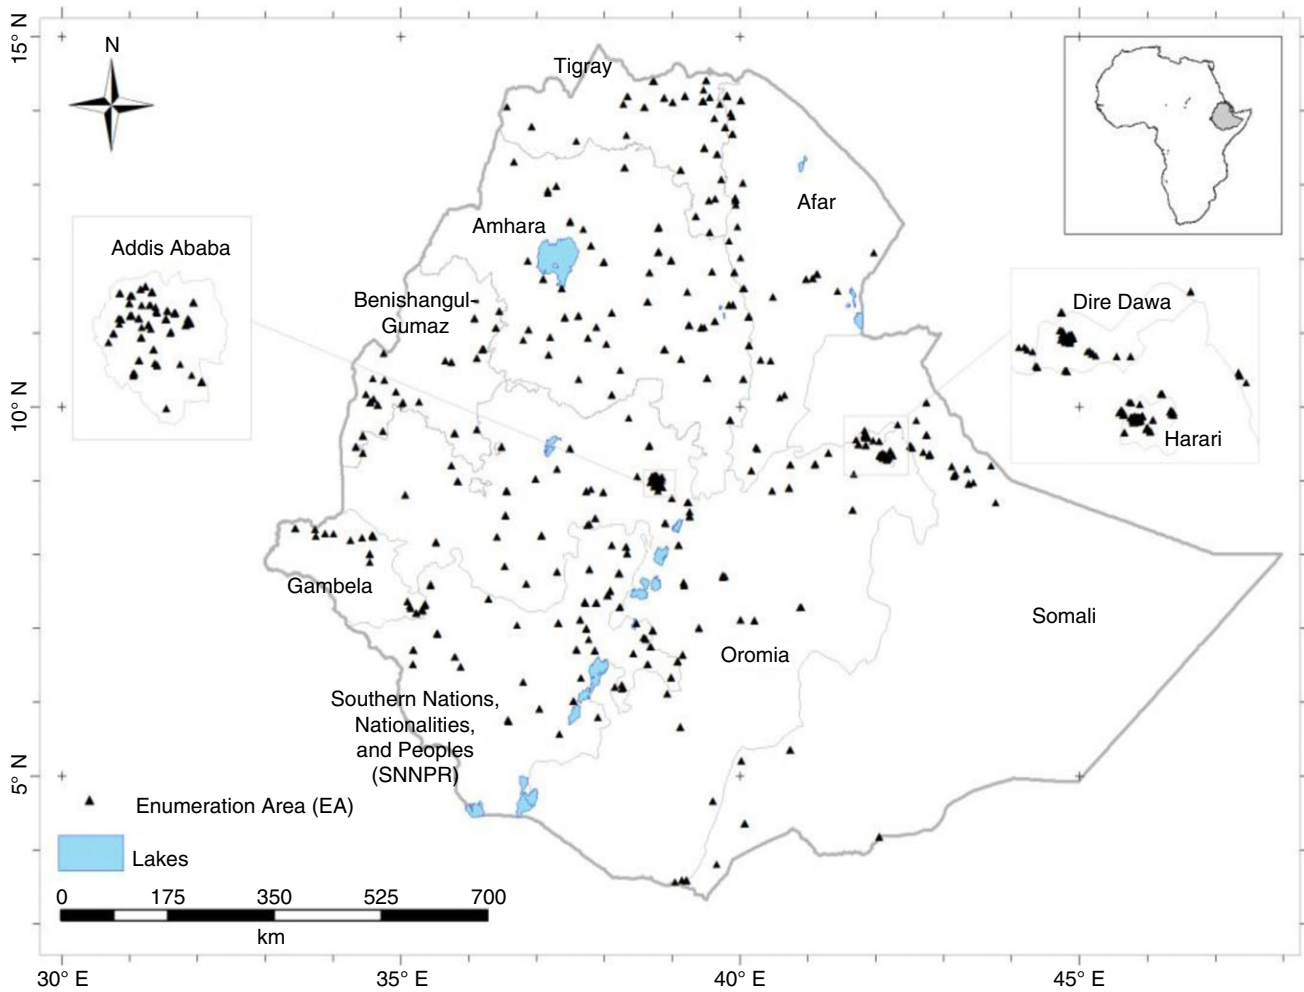 15° N
N
Tigray
Afar
Amhara
Addis Ababa
Benishangul-
Gumaz
Dire Dawa
Harari
10° N
Gambela
Somali
Oromia
Southern Nations,
Nationalities,
and Peoples
(SNNPR)
5° N
Enumeration Area (EA)
Lakes
0 175 350 525 700
km
30° E 35° E 40° E 45° E